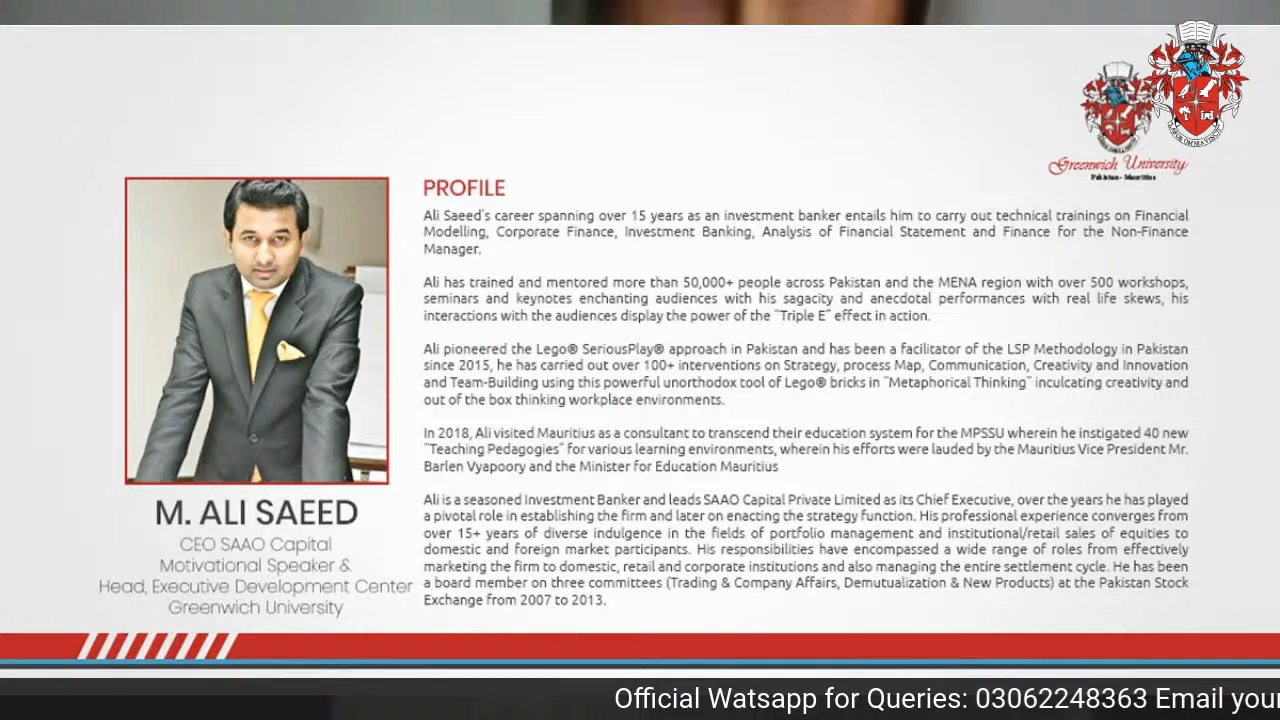 Greenwich University
Pakistan - Mauritius
LABOR OMNIA VINCIT
PROFILE
Ali Saeed's career spanning over 15 years as an investment banker entails him to carry out technical trainings on Financial
Modelling, Corporate Finance, Investment Banking, Analysis of Financial Statement and Finance for the Non-Finance
Manager.
Ali has trained and mentored more than 50,000+ people across Pakistan and the MENA region with over 500 workshops,
seminars and keynotes enchanting audiences with his sagacity and anecdotal performances with real life skews, his
interactions with the audiences display the power of the "Triple E" effect in action.
Ali pioneered the Lego® SeriousPlay® approach in Pakistan and has been a facilitator of the LSP Methodology in Pakistan
since 2015, he has carried out over 100+ interventions on Strategy, process Map, Communication, Creativity and Innovation
and Team-Building using this powerful unorthodox tool of Lego® bricks in "Metaphorical Thinking" inculcating creativity and
out of the box thinking workplace environments.
In 2018, Ali visited Mauritius as a consultant to transcend their education system for the MPSSU wherein he instigated 40 new
"Teaching Pedagogies" for various learning environments, wherein his efforts were lauded by the Mauritius Vice President Mr.
Barlen Vyapoory and the Minister for Education Mauritius
Ali is a seasoned Investment Banker and leads SAAO Capital Private Limited as its Chief Executive, over the years he has played
a pivotal role in establishing the firm and later on enacting the strategy function. His professional experience converges from
over 15+ years of diverse indulgence in the fields of portfolio management and institutional/retail sales of equities to
domestic and foreign market participants. His responsibilities have encompassed a wide range of roles from effectively
marketing the firm to domestic, retail and corporate institutions and also managing the entire settlement cycle. He has been
a board member on three committees (Trading & Company Affairs, Demutualization & New Products) at the Pakistan Stock
Exchange from 2007 to 2013.
M. ALI SAEED
CEO SAAO Capital
Motivational Speaker &
Head, Executive Development Center
Greenwich University
Official Watsapp for Queries: 03062248363 Email you